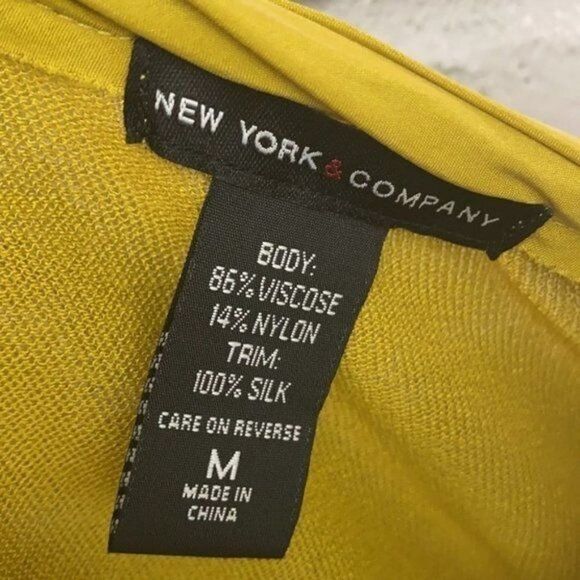 NEW YORK & COMPANY
BODY:
86% VISCOSE
14% NYLON
TRIM:
100% SILK
CARE ON REVERSE
M
MADE IN
CHINA